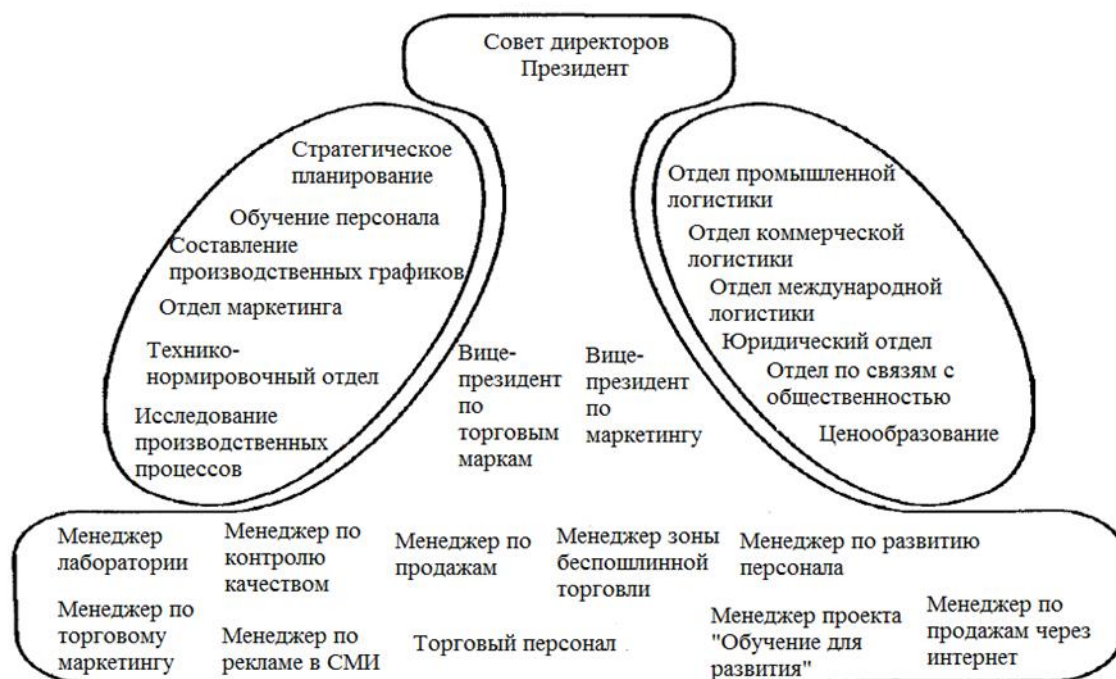 Совет директоров
Президент
Стратегическое
планирование
Обучение персонала
Составление
производственных графиков
Отдел маркетинга
Технико-
нормировочный отдел
Исследование
производственных
процессов
Вице-
президент
по
торговым
маркам
Вице-
президент
по
маркетингу
Отдел промышленной
логистики
Отдел коммерческой
логистики
Отдел международной
логистики
Юридический отдел
Отдел по связям с
общественностью
Ценообразование
Менеджер
лаборатории
Менеджер по
контролю
качеством
Менеджер по
продажам
Менеджер зоны
беспошлинной
торговли
Менеджер по развитию
персонала
Менеджер по
торговому
маркетингу
Менеджер по
рекламе в СМИ
Торговый персонал
Менеджер проекта
"Обучение для
развития"
Менеджер по
продажам через
интернет